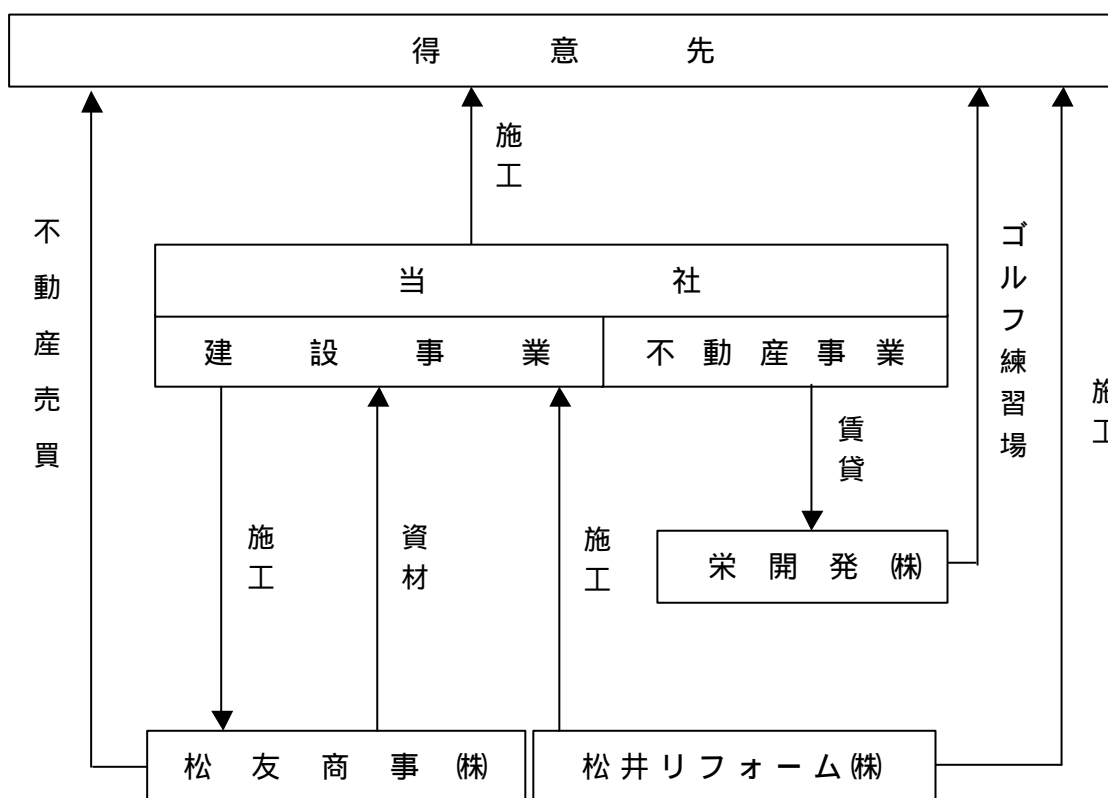 得意先
施工
不動産売買
ゴルフ練習場
施工
当社
建設事業
不動産事業
賃貸
施工
資材
施工
栄開発㈱
松友商事㈱
松井リフォーム㈱